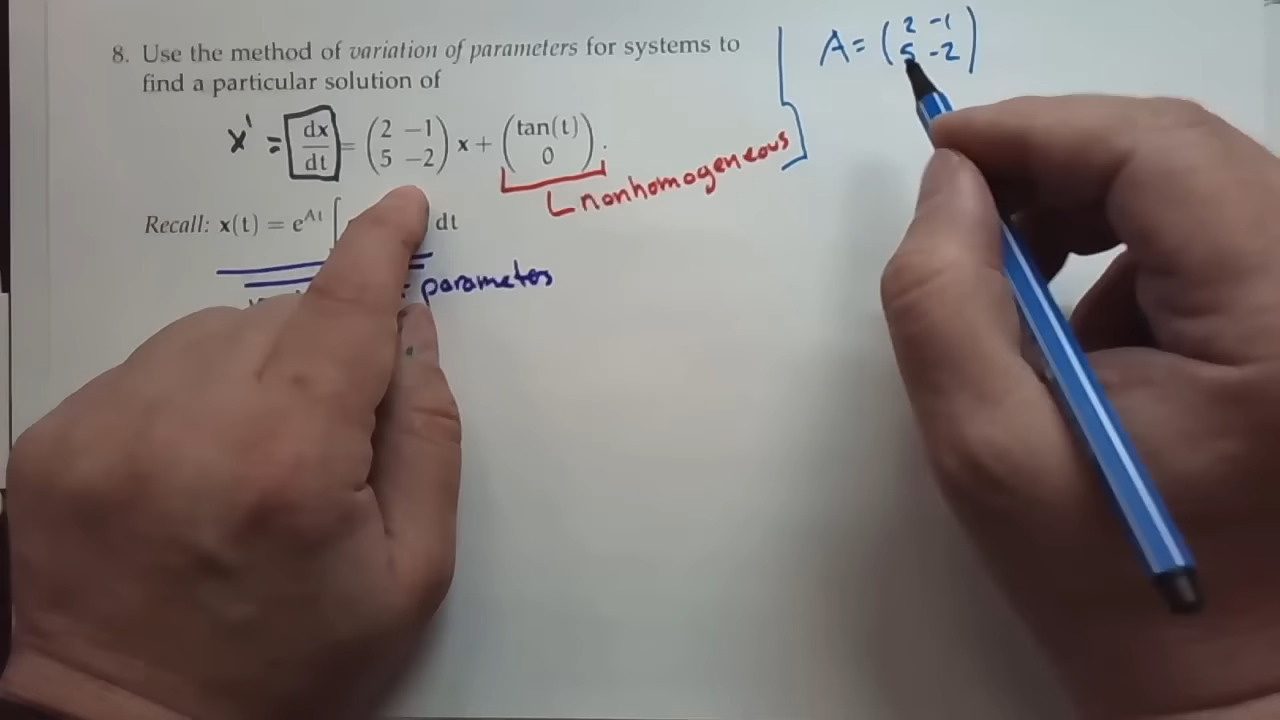 8. Use the method of variation of parameters for systems to
find a particular solution of
x' = dx/dt = (2 −1
5 −2) x + (tan(t)
0).
nonhomogeneous
Recall: x(t) = e^{At} ∫ dt
parameters
A = (2 -1
5 -2)